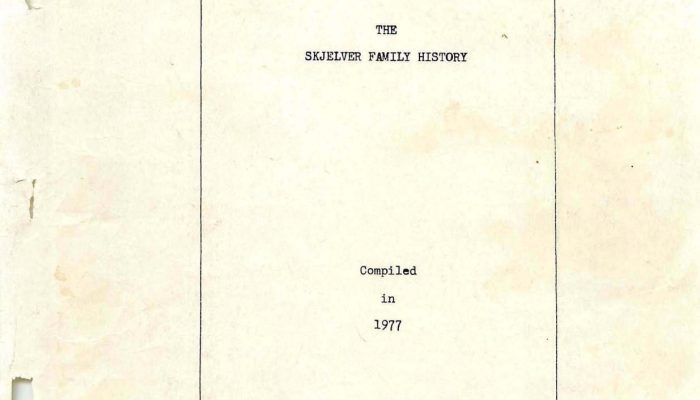 THE
SKJELVER FAMILY HISTORY
Compiled
in
1977